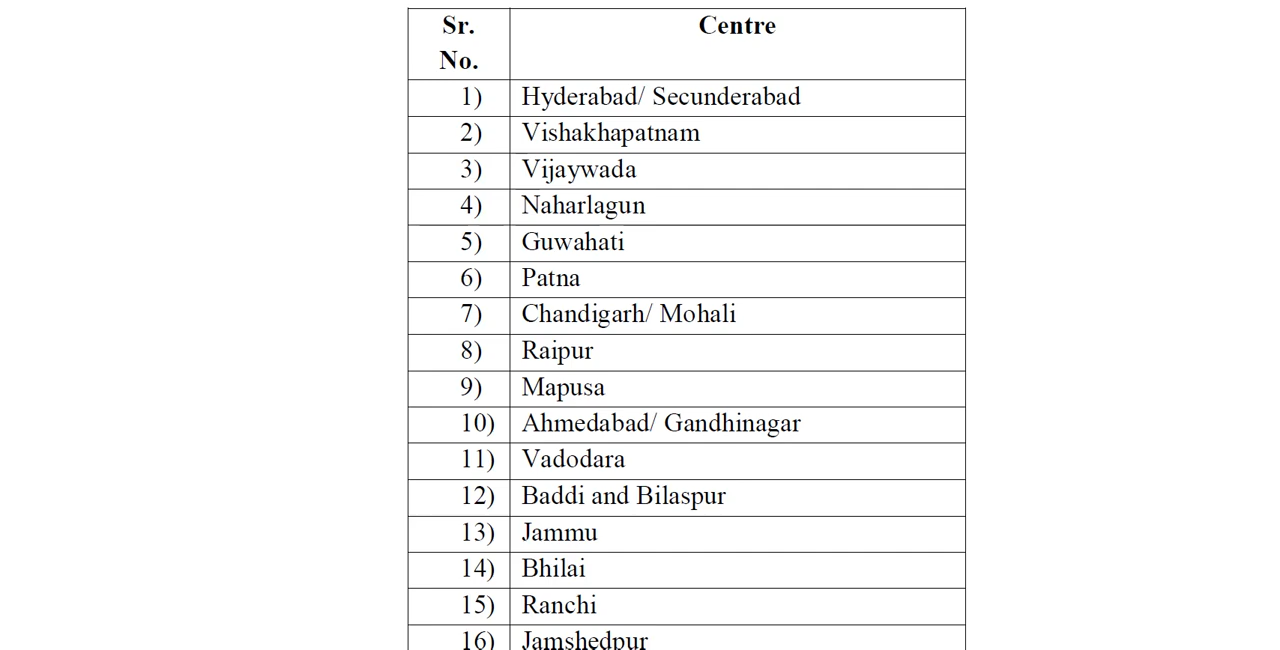 Sr. No. Centre
1) Hyderabad/ Secunderabad
2) Vishakhapatnam
3) Vijaywada
4) Naharlagun
5) Guwahati
6) Patna
7) Chandigarh/ Mohali
8) Raipur
9) Mapusa
10) Ahmedabad/ Gandhinagar
11) Vadodara
12) Baddi and Bilaspur
13) Jammu
14) Bhilai
15) Ranchi
16) Jamshedpur